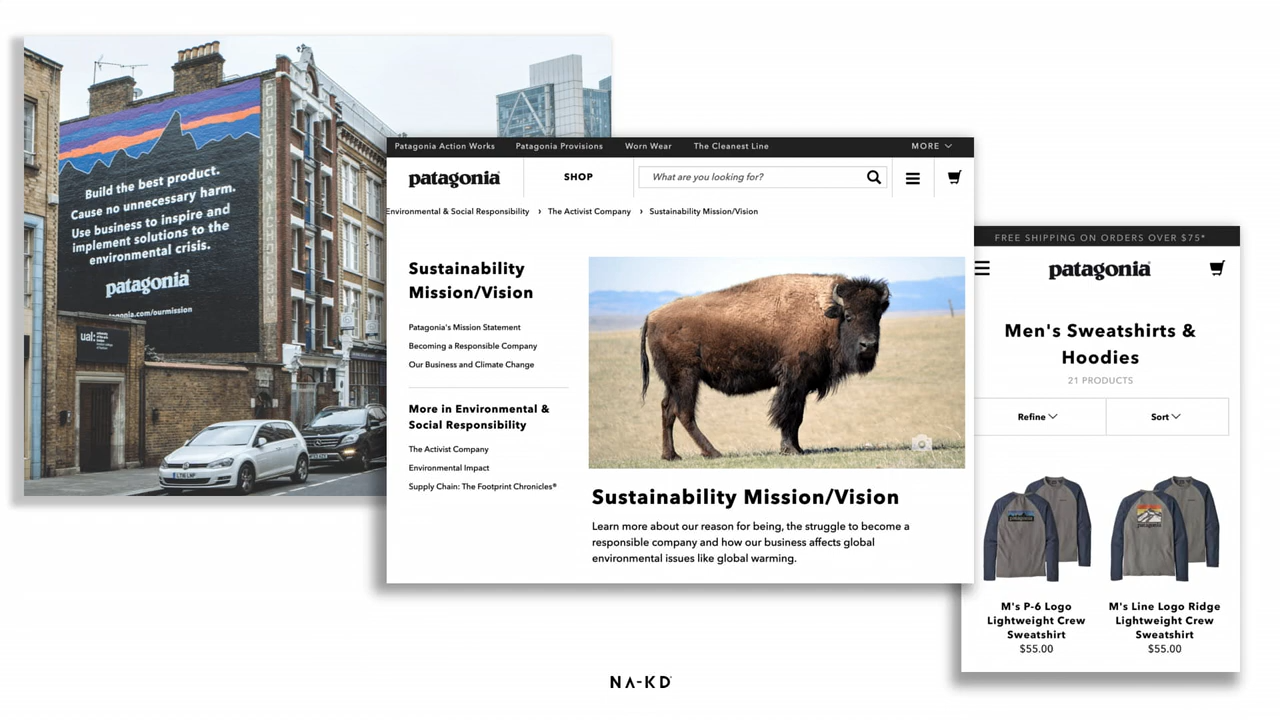 Build the best product.
Cause no unnecessary harm.
Use business to inspire and
implement solutions to the
environmental crisis.
patagonia
agonia.com/ourmission
POULTON & NICHOLSON
ual:
LT16 LNP
Patagonia Action Works
Patagonia Provisions
Worn Wear
The Cleanest Line
MORE
patagonia
SHOP
What are you looking for?
Environmental & Social Responsibility › The Activist Company › Sustainability Mission/Vision
Sustainability
Mission/Vision
Patagonia's Mission Statement
Becoming a Responsible Company
Our Business and Climate Change
More in Environmental &
Social Responsibility
The Activist Company
Environmental Impact
Supply Chain: The Footprint Chronicles®
Sustainability Mission/Vision
Learn more about our reason for being, the struggle to become a
responsible company and how our business affects global
environmental issues like global warming.
FREE SHIPPING ON ORDERS OVER $75*
patagonia
Men's Sweatshirts &
Hoodies
21 PRODUCTS
Refine
Sort
patagonia
patagonia
M's P-6 Logo
Lightweight Crew
Sweatshirt
$55.00
M's Line Logo Ridge
Lightweight Crew
Sweatshirt
$55.00
NA-KD